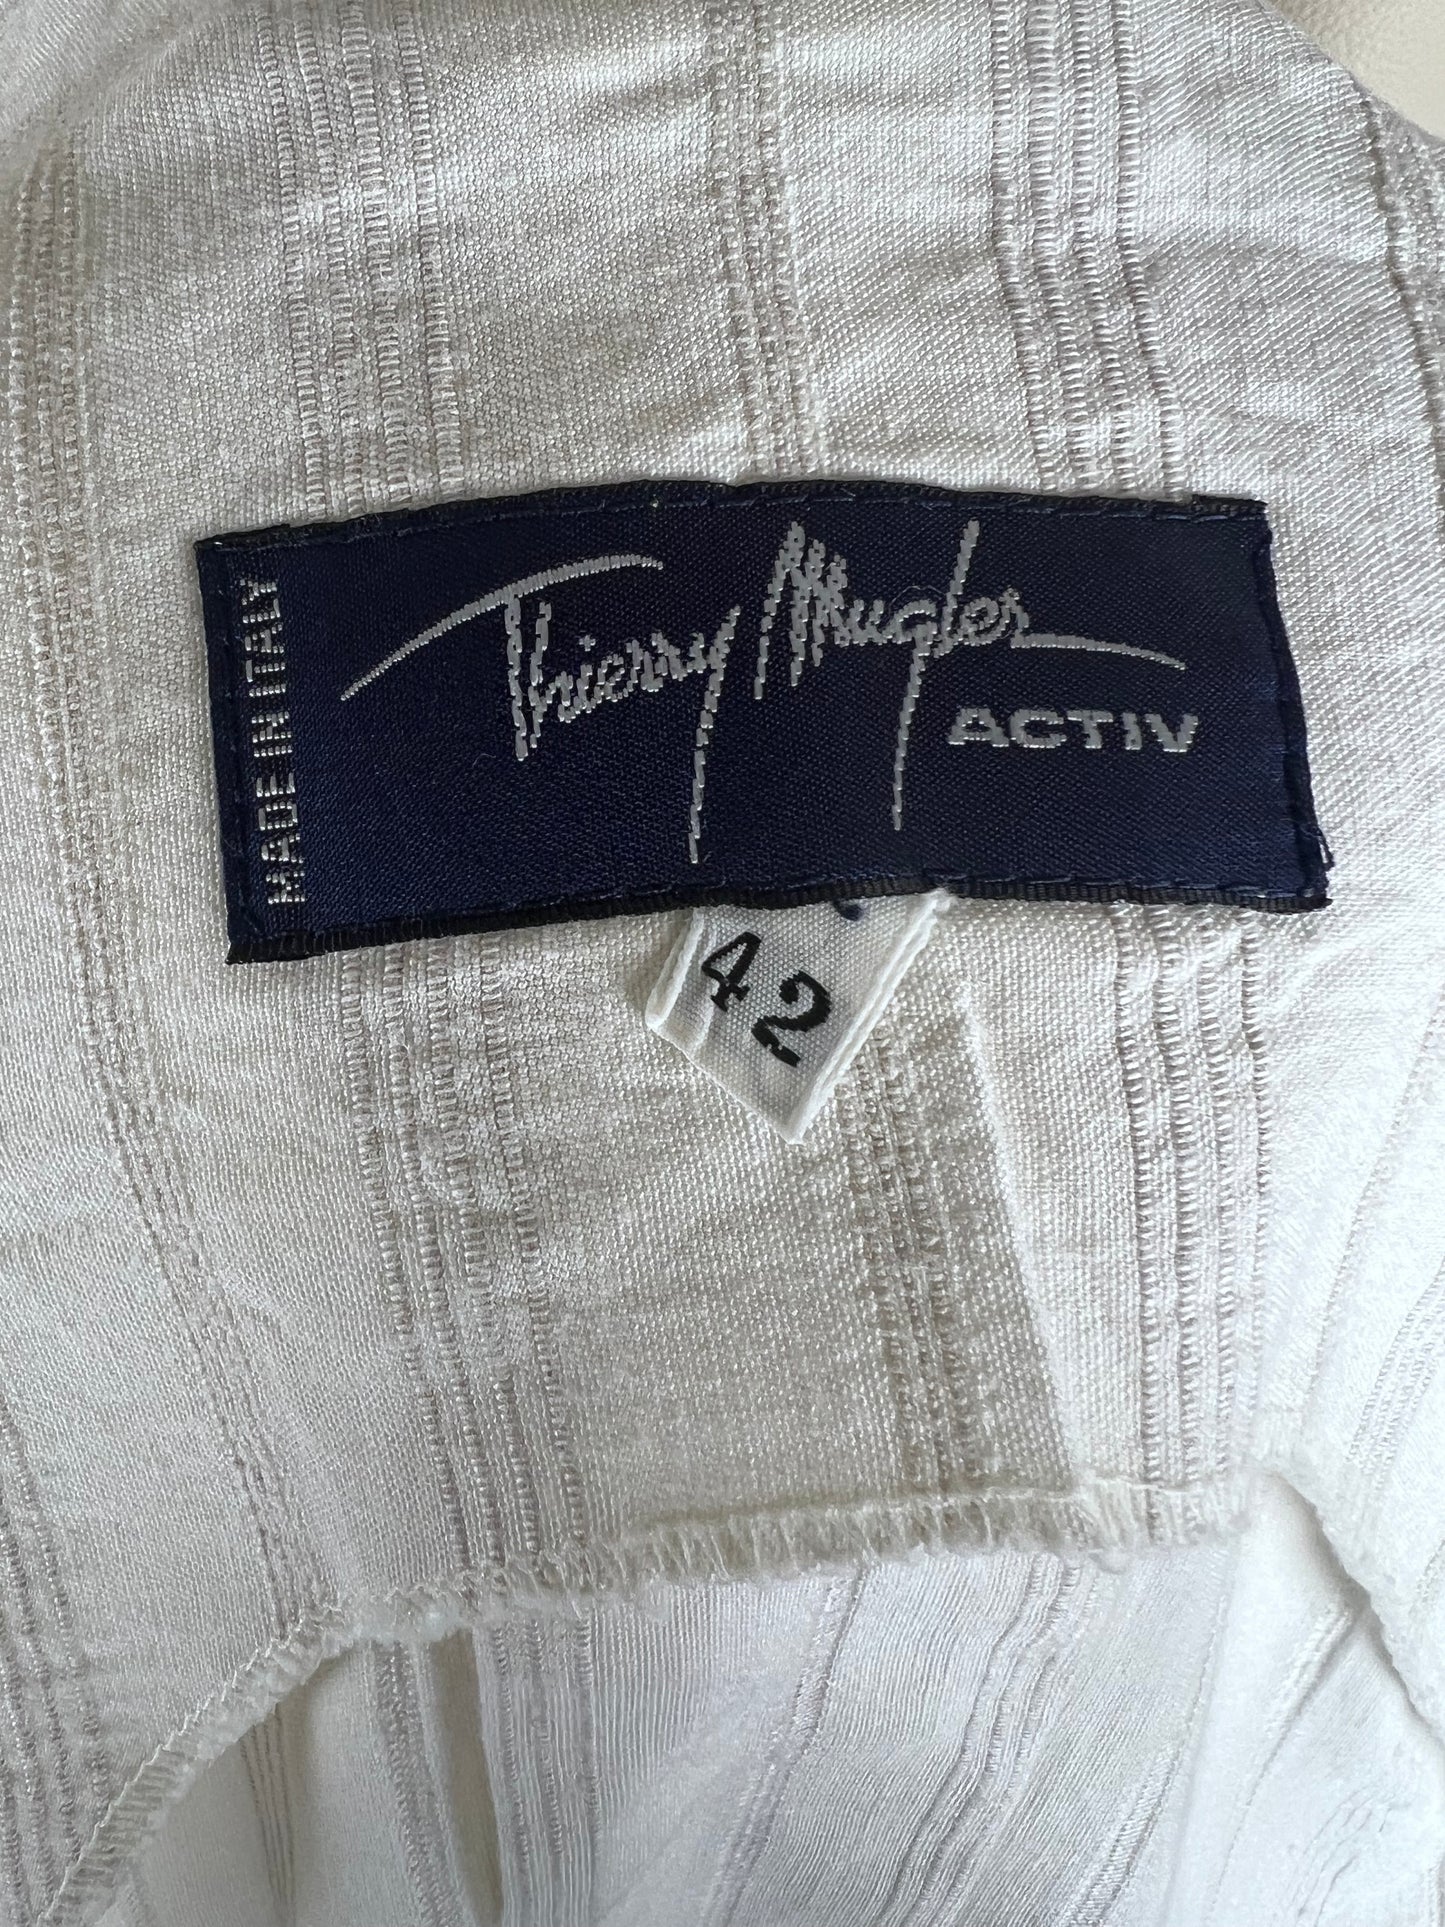 MADE IN ITALY
Thierry Mugler
ACTIV
42